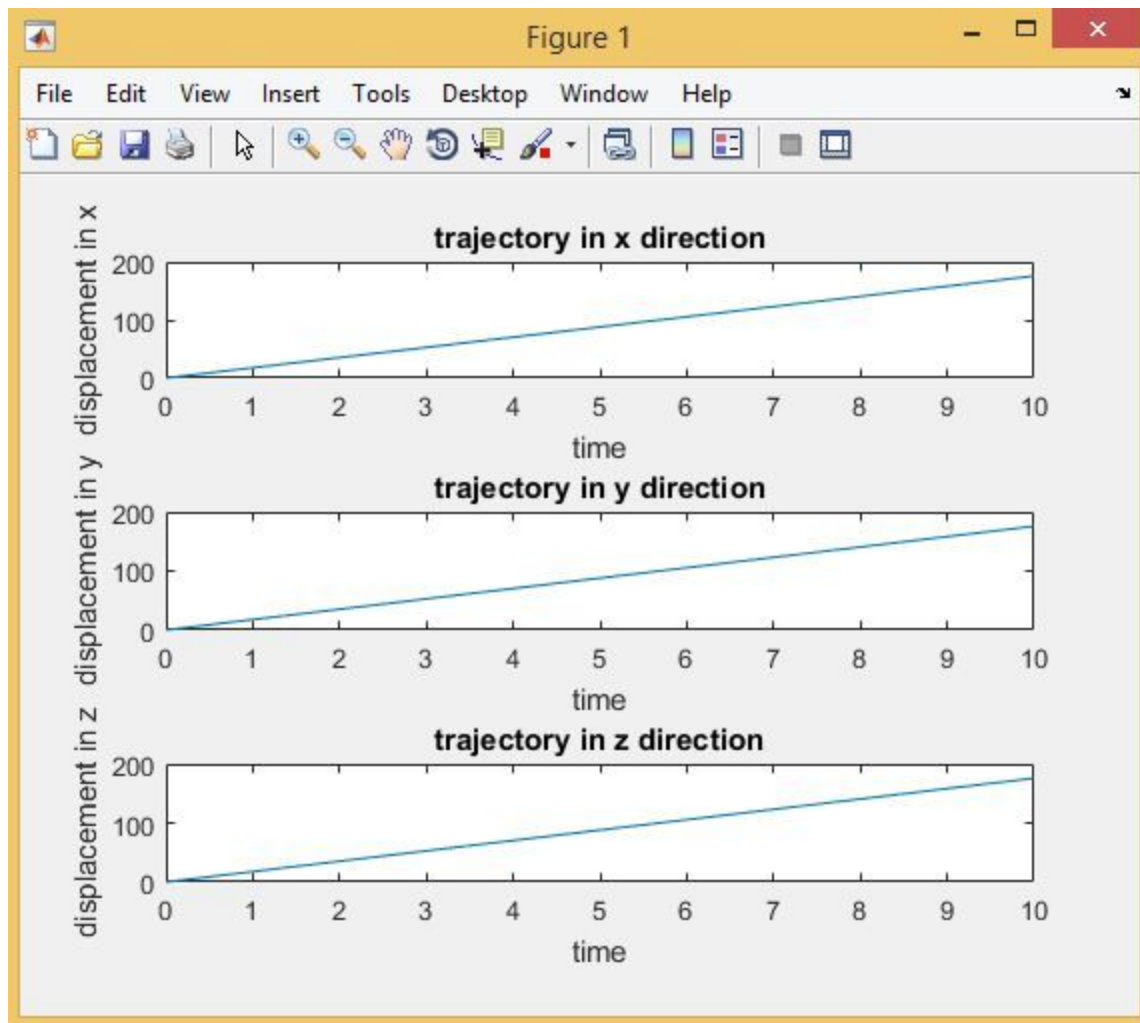 Figure 1
File Edit View Insert Tools Desktop Window Help
trajectory in x direction
displacement in x
200
100
0
0 1 2 3 4 5 6 7 8 9 10
time
trajectory in y direction
displacement in y
200
100
0
0 1 2 3 4 5 6 7 8 9 10
time
trajectory in z direction
displacement in z
200
100
0
0 1 2 3 4 5 6 7 8 9 10
time